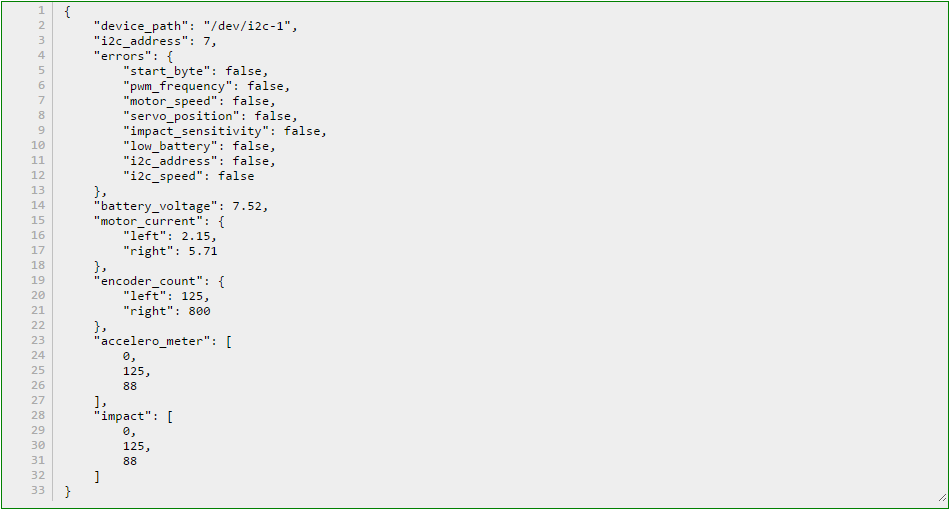 1 {
2     "device_path": "/dev/i2c-1",
3     "i2c_address": 7,
4     "errors": {
5         "start_byte": false,
6         "pwm_frequency": false,
7         "motor_speed": false,
8         "servo_position": false,
9         "impact_sensitivity": false,
10         "low_battery": false,
11         "i2c_address": false,
12         "i2c_speed": false
13     },
14     "battery_voltage": 7.52,
15     "motor_current": {
16         "left": 2.15,
17         "right": 5.71
18     },
19     "encoder_count": {
20         "left": 125,
21         "right": 800
22     },
23     "accelero_meter": [
24         0,
25         125,
26         88
27     ],
28     "impact": [
29         0,
30         125,
31         88
32     ]
33 }